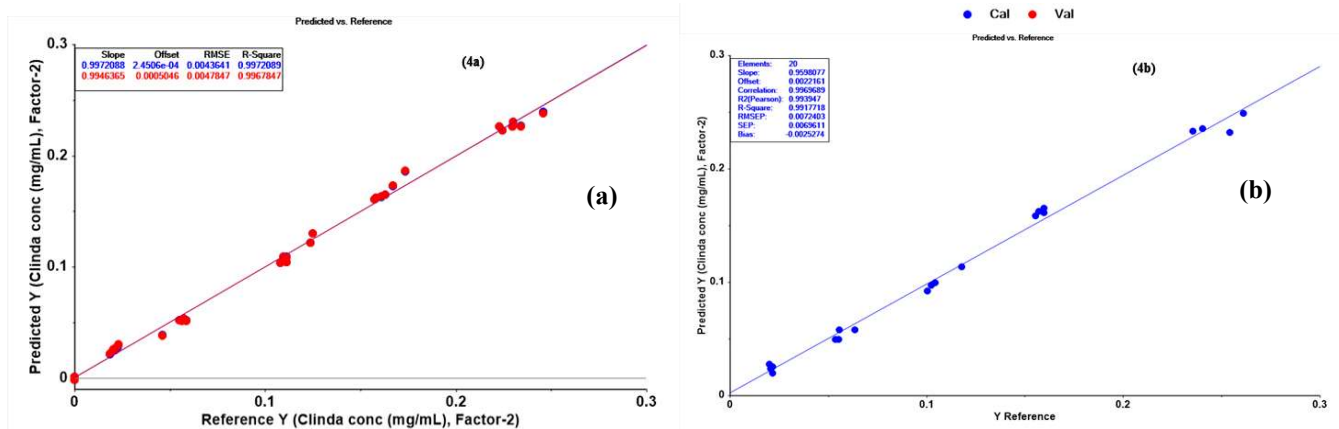 Predicted vs. Reference
(4a)
Slope Offset RMSE R-Square
0.9972088 2.4506e-04 0.0043641 0.9972089
0.9946365 0.0005046 0.0047847 0.9967847
Predicted Y (Clinda conc (mg/mL), Factor-2)
0.3
0.2
0.1
0
0 0.1 0.2 0.3
Reference Y (Clinda conc (mg/mL), Factor-2)
(a)
Cal Val
Predicted vs. Reference
(4b)
Elements: 20
Slope: 0.9598077
Offset: 0.0022161
Correlation: 0.9969689
R2(Pearson): 0.993947
R-Square: 0.9917718
RMSEP: 0.0072403
SEP: 0.0069611
Bias: -0.0025274
Predicted Y (Clinda conc (mg/mL), Factor-2)
0.3
0.2
0.1
0
0 0.1 0.2 0.3
Y Reference
(b)